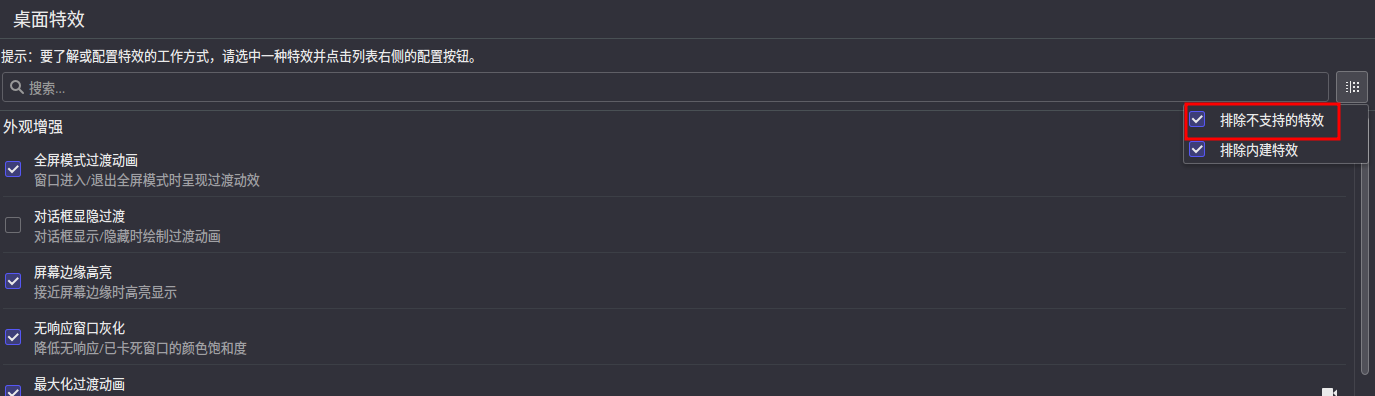 桌面特效
提示：要了解或配置特效的工作方式，请选中一种特效并点击列表右侧的配置按钮。
搜索...
排除不支持的特效
排除内建特效
外观增强
全屏模式过渡动画
窗口进入/退出全屏模式时呈现过渡动效
对话框显隐过渡
对话框显示/隐藏时绘制过渡动画
屏幕边缘高亮
接近屏幕边缘时高亮显示
无响应窗口灰化
降低无响应/已卡死窗口的颜色饱和度
最大化过渡动画